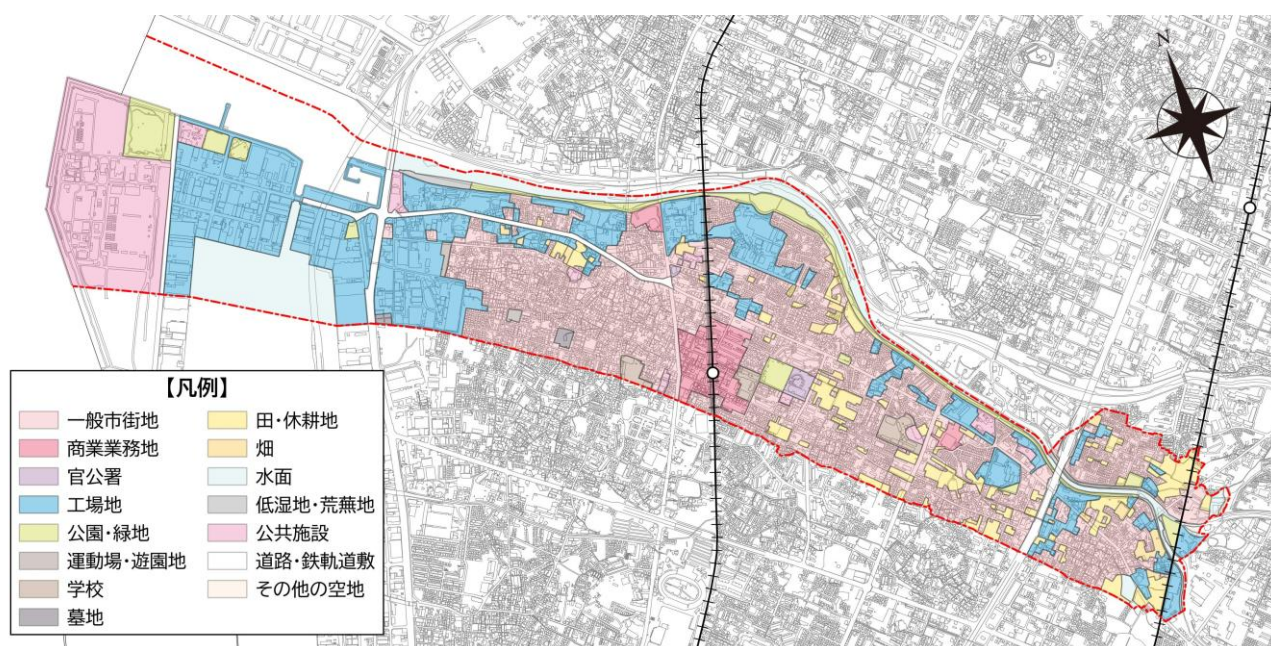 N
【凡例】
一般市街地
商業業務地
官公署
工場地
公園・緑地
運動場・遊園地
学校
墓地
田・休耕地
畑
水面
低湿地・荒蕪地
公共施設
道路・鉄軌道敷
その他の空地